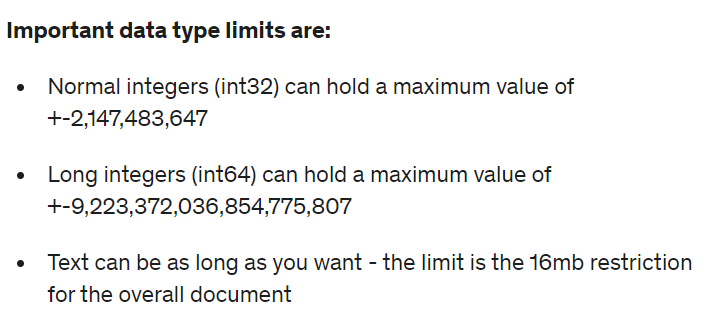 Important data type limits are:
• Normal integers (int32) can hold a maximum value of
+-2,147,483,647
• Long integers (int64) can hold a maximum value of
+-9,223,372,036,854,775,807
• Text can be as long as you want - the limit is the 16mb restriction
for the overall document